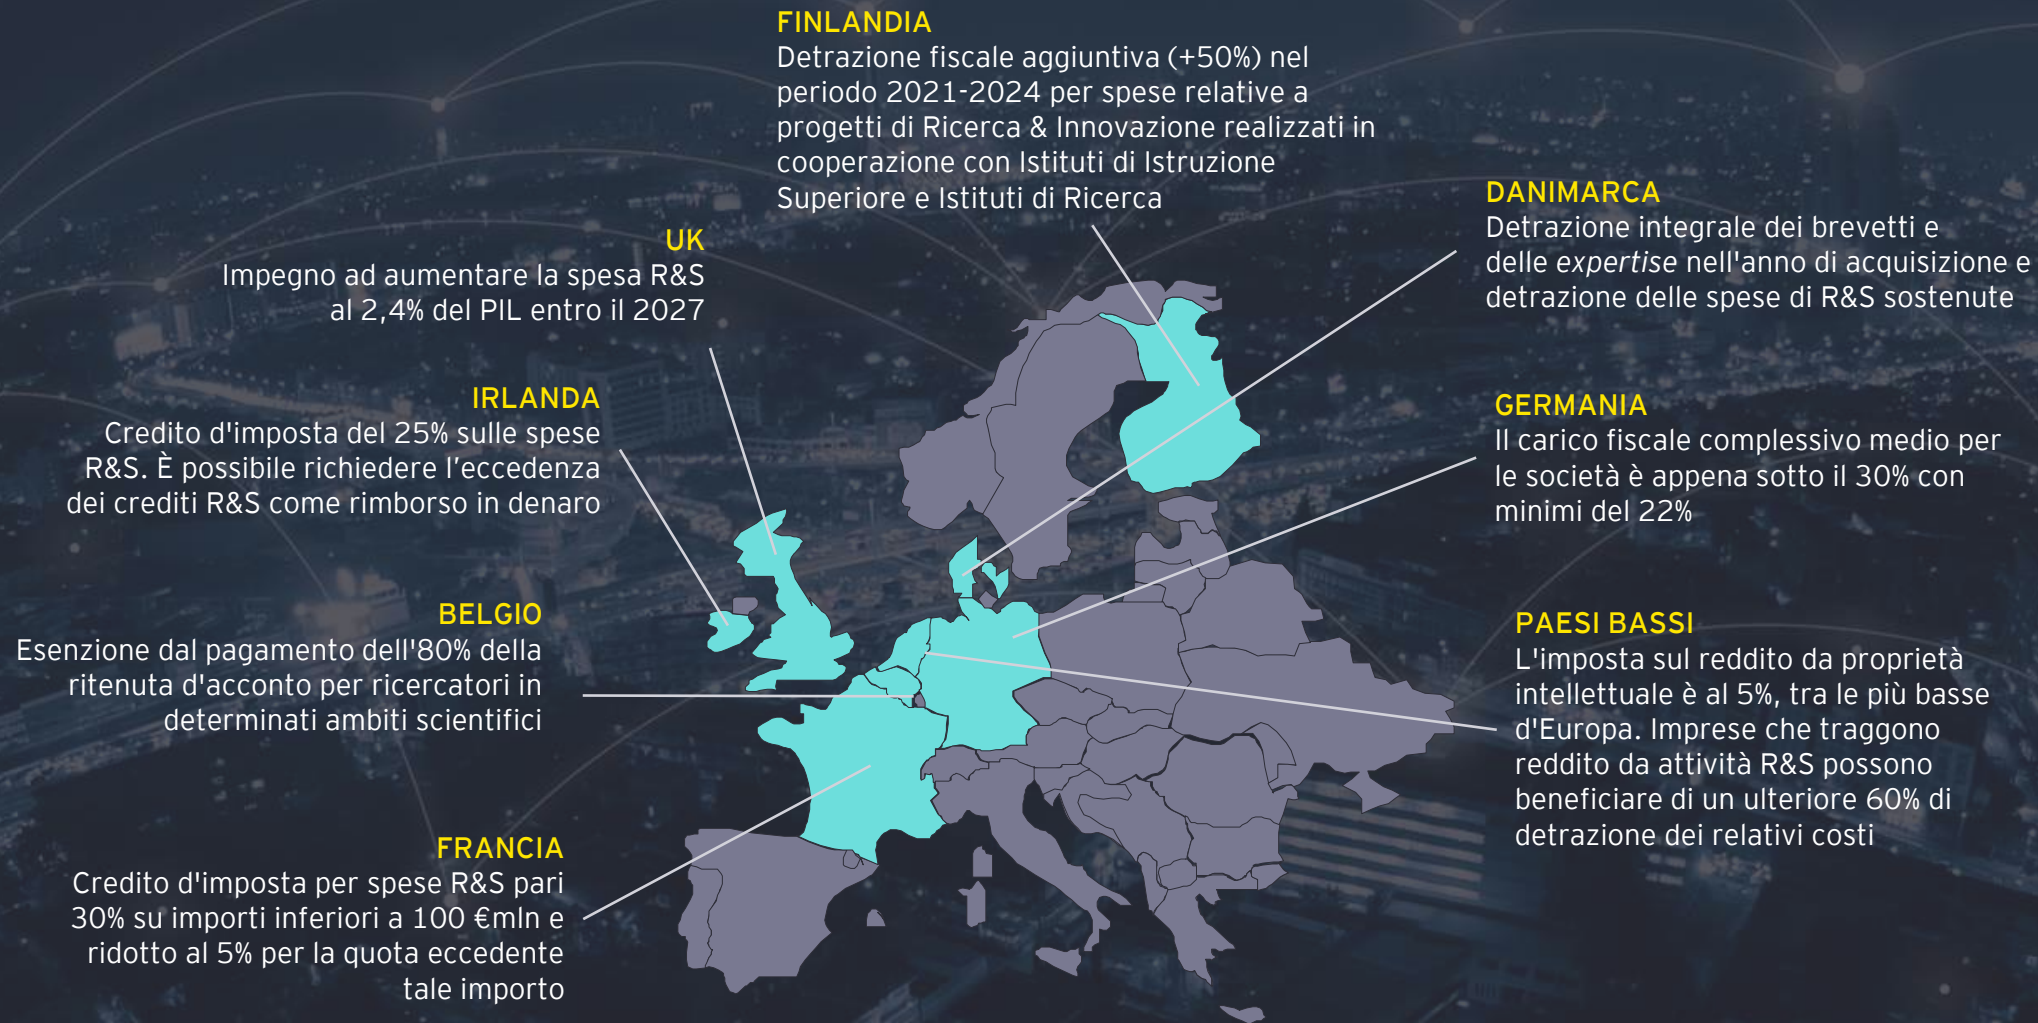 FINLANDIA
Detrazione fiscale aggiuntiva (+50%) nel
periodo 2021-2024 per spese relative a
progetti di Ricerca & Innovazione realizzati in
cooperazione con Istituti di Istruzione
Superiore e Istituti di Ricerca
DANIMARCA
Detrazione integrale dei brevetti e
delle expertise nell'anno di acquisizione e
detrazione delle spese di R&S sostenute
UK
Impegno ad aumentare la spesa R&S
al 2,4% del PIL entro il 2027
IRLANDA
Credito d'imposta del 25% sulle spese
R&S. È possibile richiedere l’eccedenza
dei crediti R&S come rimborso in denaro
GERMANIA
Il carico fiscale complessivo medio per
le società è appena sotto il 30% con
minimi del 22%
BELGIO
Esenzione dal pagamento dell'80% della
ritenuta d'acconto per ricercatori in
determinati ambiti scientifici
PAESI BASSI
L'imposta sul reddito da proprietà
intellettuale è al 5%, tra le più basse
d'Europa. Imprese che traggono
reddito da attività R&S possono
beneficiare di un ulteriore 60% di
detrazione dei relativi costi
FRANCIA
Credito d'imposta per spese R&S pari
30% su importi inferiori a 100 €mln e
ridotto al 5% per la quota eccedente
tale importo